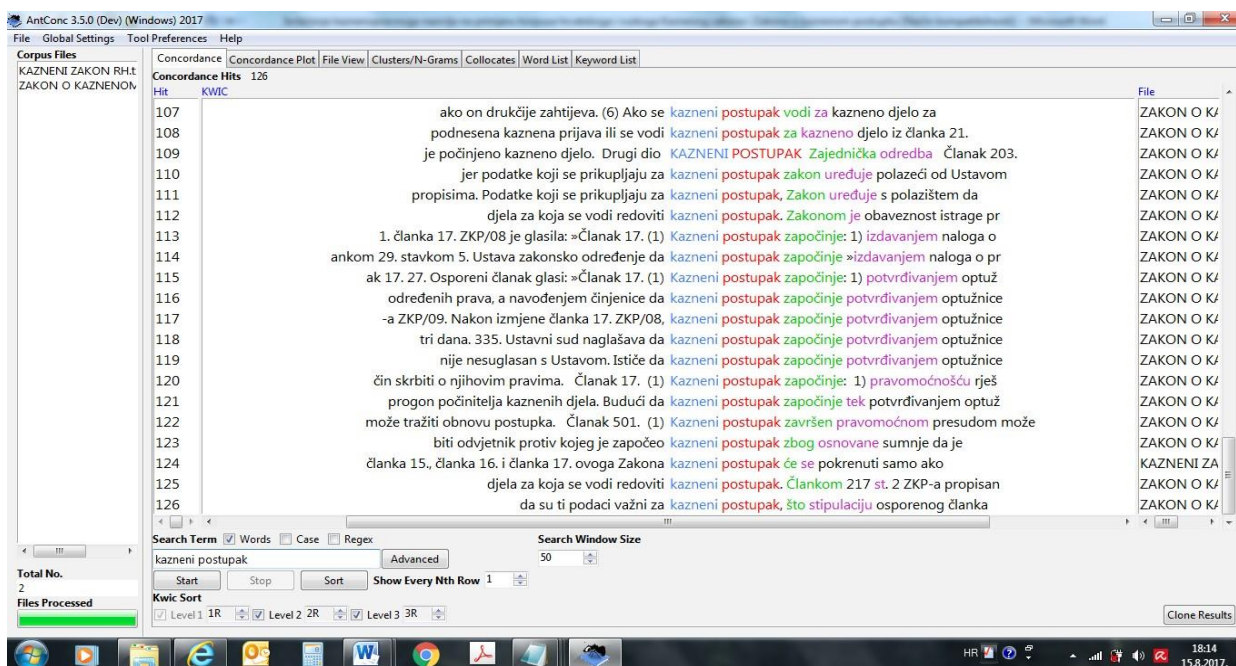 AntConc 3.5.0 (Dev) (Windows) 2017
File Global Settings Tool Preferences Help
Corpus Files
KAZNENI ZAKON RH.t
ZAKON O KAZNENOM
Total No.
2
Files Processed
Concordance Concordance Plot File View Clusters/N-Grams Collocates Word List Keyword List
Concordance Hits 126
Hit KWIC File
107 ako on drukčije zahtijeva. (6) Ako se kazneni postupak vodi za kazneno djelo za ZAKON O KA
108 podnesena kaznena prijava ili se vodi kazneni postupak za kazneno djelo iz članka 21. ZAKON O KA
109 je počinjeno kazneno djelo. Drugi dio KAZNENI POSTUPAK Zajednička odredba Članak 203. ZAKON O KA
110 jer podatke koji se prikupljaju za kazneni postupak zakon uređuje polazeći od Ustavom ZAKON O KA
111 propisima. Podatke koji se prikupljaju za kazneni postupak, Zakon uređuje s polazištem da ZAKON O KA
112 djela za koja se vodi redoviti kazneni postupak. Zakonom je obaveznost istrage pr ZAKON O KA
113 1. članka 17. ZKP/08 je glasila: »Članak 17. (1) Kazneni postupak započinje: 1) izdavanjem naloga o ZAKON O KA
114 ankom 29. stavkom 5. Ustava zakonsko određenje da kazneni postupak započinje »izdavanjem naloga o pr ZAKON O KA
115 ak 17. 27. Osporeni članak glasi: »Članak 17. (1) Kazneni postupak započinje: 1) potvrđivanjem optuž ZAKON O KA
116 određenih prava, a navođenjem činjenice da kazneni postupak započinje potvrđivanjem optužnice ZAKON O KA
117 -a ZKP/09. Nakon izmjene članka 17. ZKP/08, kazneni postupak započinje potvrđivanjem optužnice ZAKON O KA
118 tri dana. 335. Ustavni sud naglašava da kazneni postupak započinje potvrđivanjem optužnice ZAKON O KA
119 nije nesuglasan s Ustavom. Ističe da kazneni postupak započinje potvrđivanjem optužnice ZAKON O KA
120 čin skrbiti o njihovim pravima. Članak 17. (1) Kazneni postupak započinje: 1) pravomoćnošću rješ ZAKON O KA
121 progon počinitelja kaznenih djela. Budući da kazneni postupak započinje tek potvrđivanjem optuž ZAKON O KA
122 može tražiti obnovu postupka. Članak 501. (1) Kazneni postupak završen pravomoćnom presudom može ZAKON O KA
123 biti odvjetnik protiv kojeg je započeo kazneni postupak zbog osnovane sumnje da je ZAKON O KA
124 članka 15., članka 16. i članka 17. ovoga Zakona kazneni postupak će se pokrenuti samo ako KAZNENI ZA
125 djela za koja se vodi redoviti kazneni postupak. Člankom 217 st. 2 ZKP-a propisan ZAKON O KA
126 da su ti podaci važni za kazneni postupak, što stipulaciju osporenog članka ZAKON O KA
Search Term Words Case Regex Search Window Size
kazneni postupak Advanced 50
Start Stop Sort Show Every Nth Row 1
Kwic Sort
Level 1 1R Level 2 2R Level 3 3R Clone Results
HR 18:14
15.8.2017.